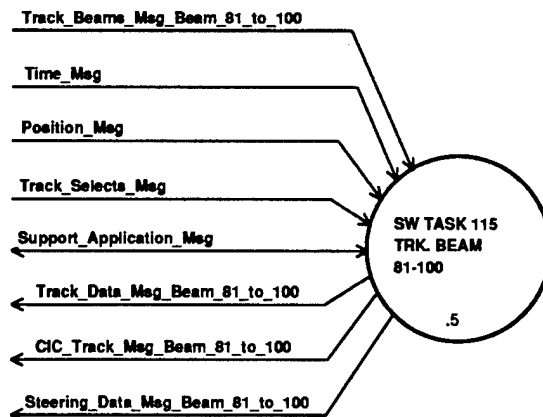 Track_Beams_Msg_Beam_81_to_100
Time_Msg
Position_Msg
Track_Selects_Msg
Support_Application_Msg
Track_Data_Msg_Beam_81_to_100
CIC_Track_Msg_Beam_81_to_100
Steering_Data_Msg_Beam_81_to_100
SW TASK 115
TRK. BEAM
81-100
.5